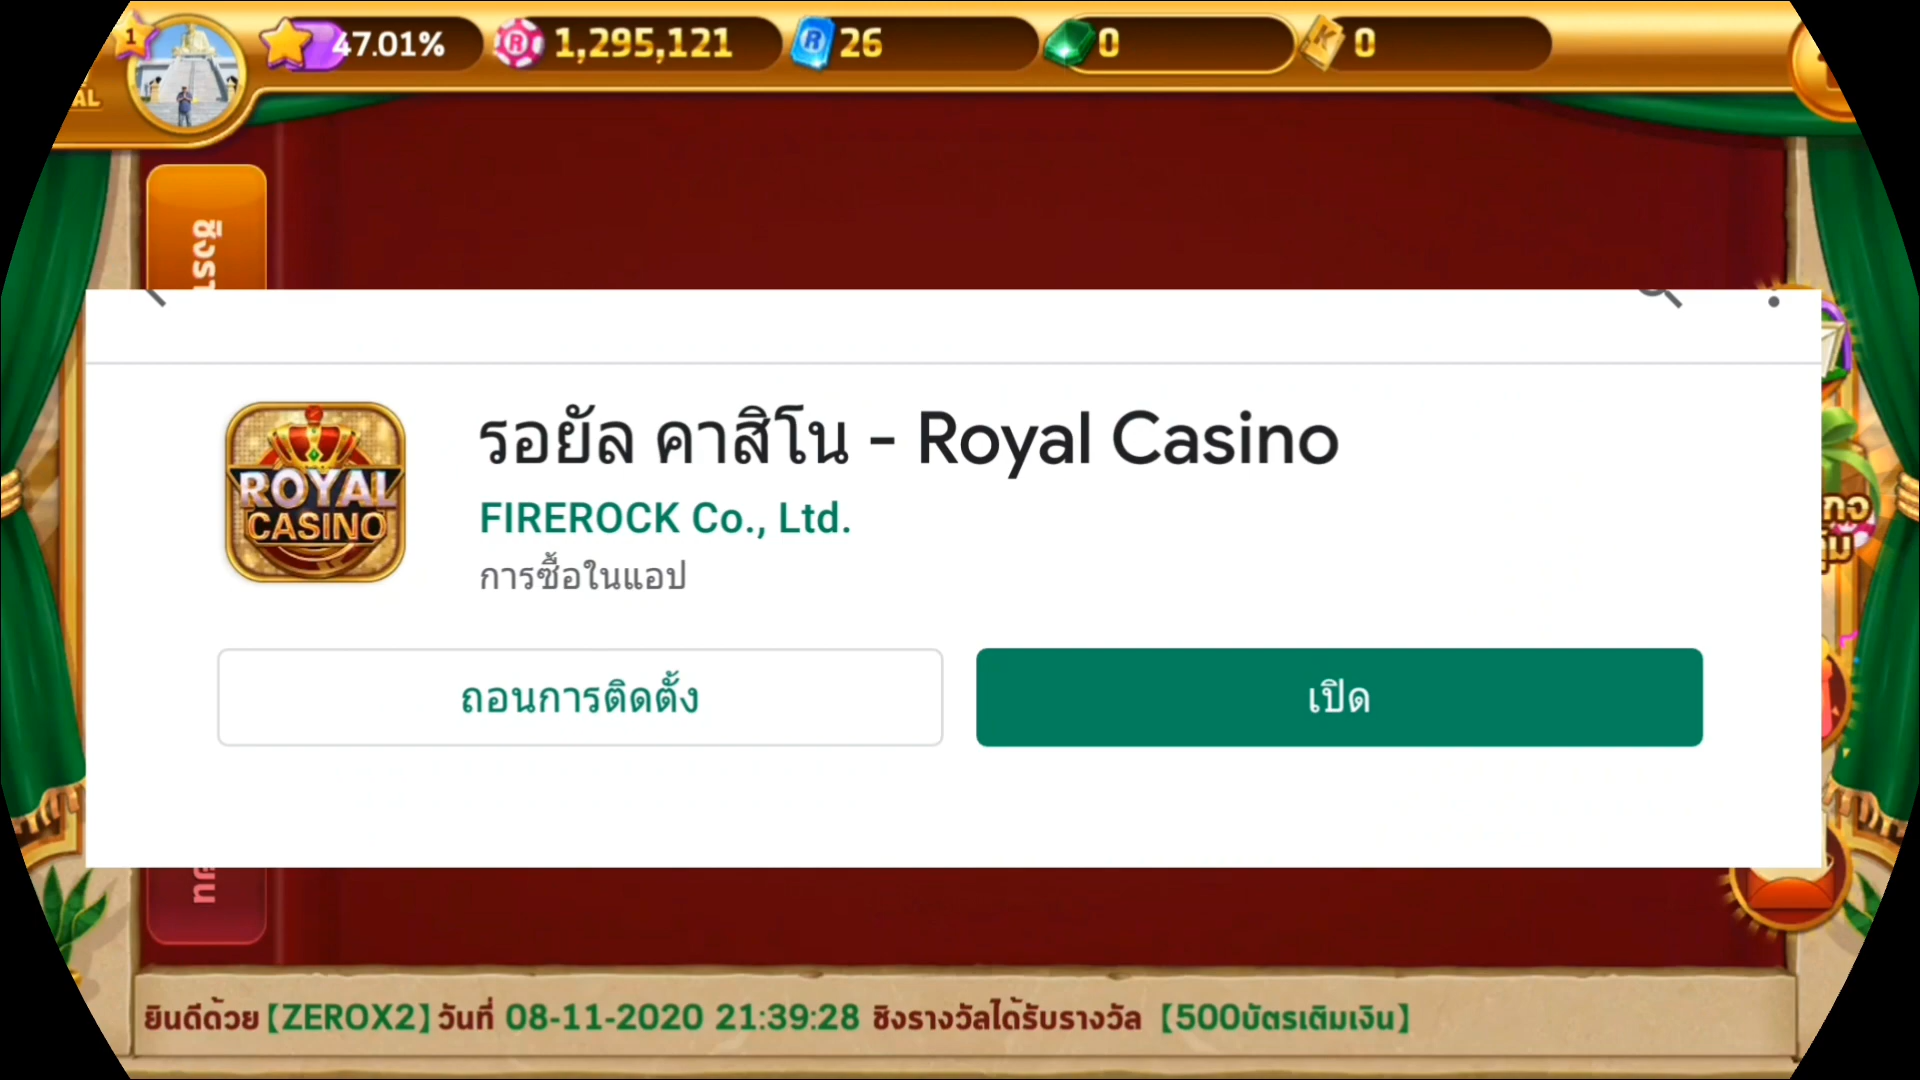 1
47.01%
1,295,121
26
0
0
AL
รอยัล คาสิโน - Royal Casino
FIREROCK Co., Ltd.
การซื้อในแอป
ROYAL
CASINO
ถอนการติดตั้ง
เปิด
ยินดีด้วย【ZEROX2】วันที่ 08-11-2020 21:39:28 ชิงรางวัลได้รับรางวัล 【500บัตรเติมเงิน】